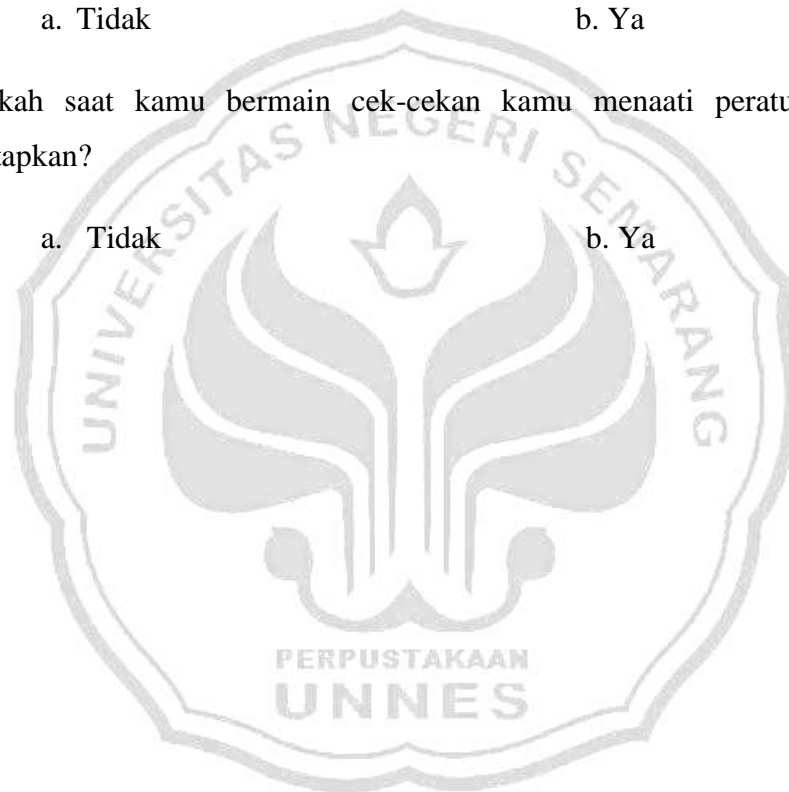 a. Tidak b. Ya
kah saat kamu bermain cek-cekan kamu menaati peratu
tapkan?
a. Tidak b. Ya
UNIVERSITAS NEGERI SEMARANG
PERPUSTAKAAN
UNNES